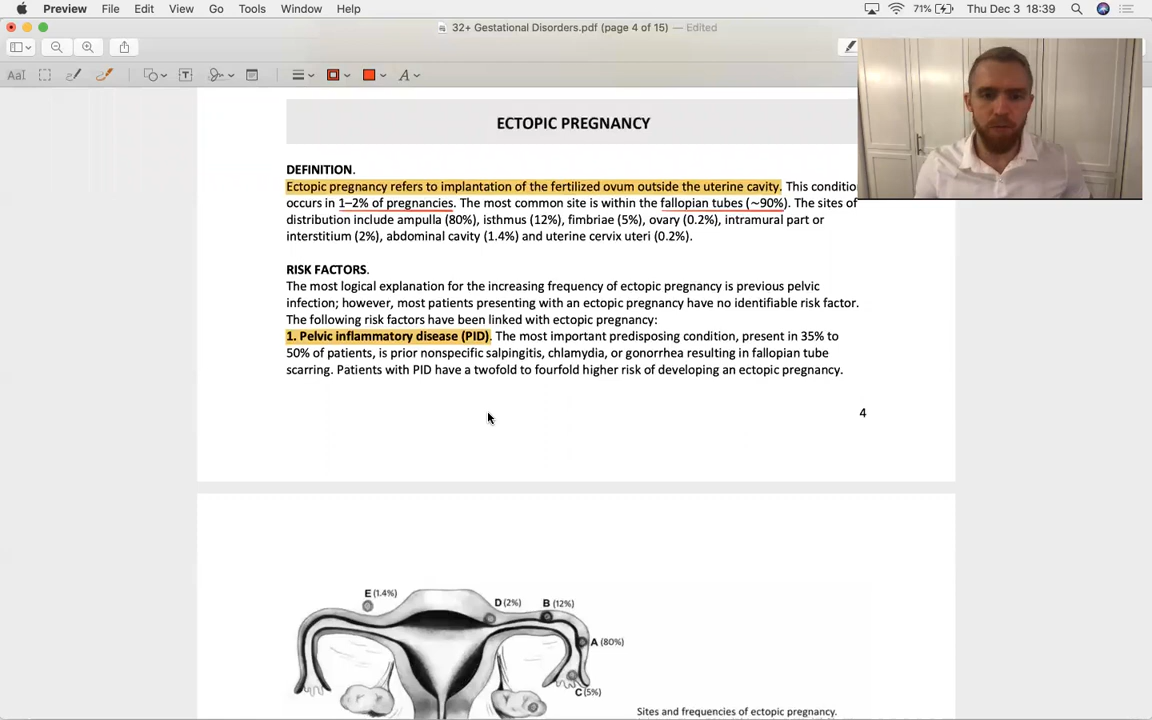 Preview File Edit View Go Tools Window Help 71% Thu Dec 3 18:39
32+ Gestational Disorders.pdf (page 4 of 15) — Edited
AaI T A
ECTOPIC PREGNANCY
DEFINITION.
Ectopic pregnancy refers to implantation of the fertilized ovum outside the uterine cavity. This
occurs in 1–2% of pregnancies. The most common site is within the fallopian tubes (~90%). The sites of
distribution include ampulla (80%), isthmus (12%), fimbriae (5%), ovary (0.2%), intramural part or
interstitium (2%), abdominal cavity (1.4%) and uterine cervix uteri (0.2%).
RISK FACTORS.
The most logical explanation for the increasing frequency of ectopic pregnancy is previous pelvic
infection; however, most patients presenting with an ectopic pregnancy have no identifiable risk factor.
The following risk factors have been linked with ectopic pregnancy:
1. Pelvic inflammatory disease (PID). The most important predisposing condition, present in 35% to
50% of patients, is prior nonspecific salpingitis, chlamydia, or gonorrhea resulting in fallopian tube
scarring. Patients with PID have a twofold to fourfold higher risk of developing an ectopic pregnancy.
4
E (1.4%)
D (2%) B (12%)
A (80%)
C (5%)
Sites and frequencies of ectopic pregnancy.